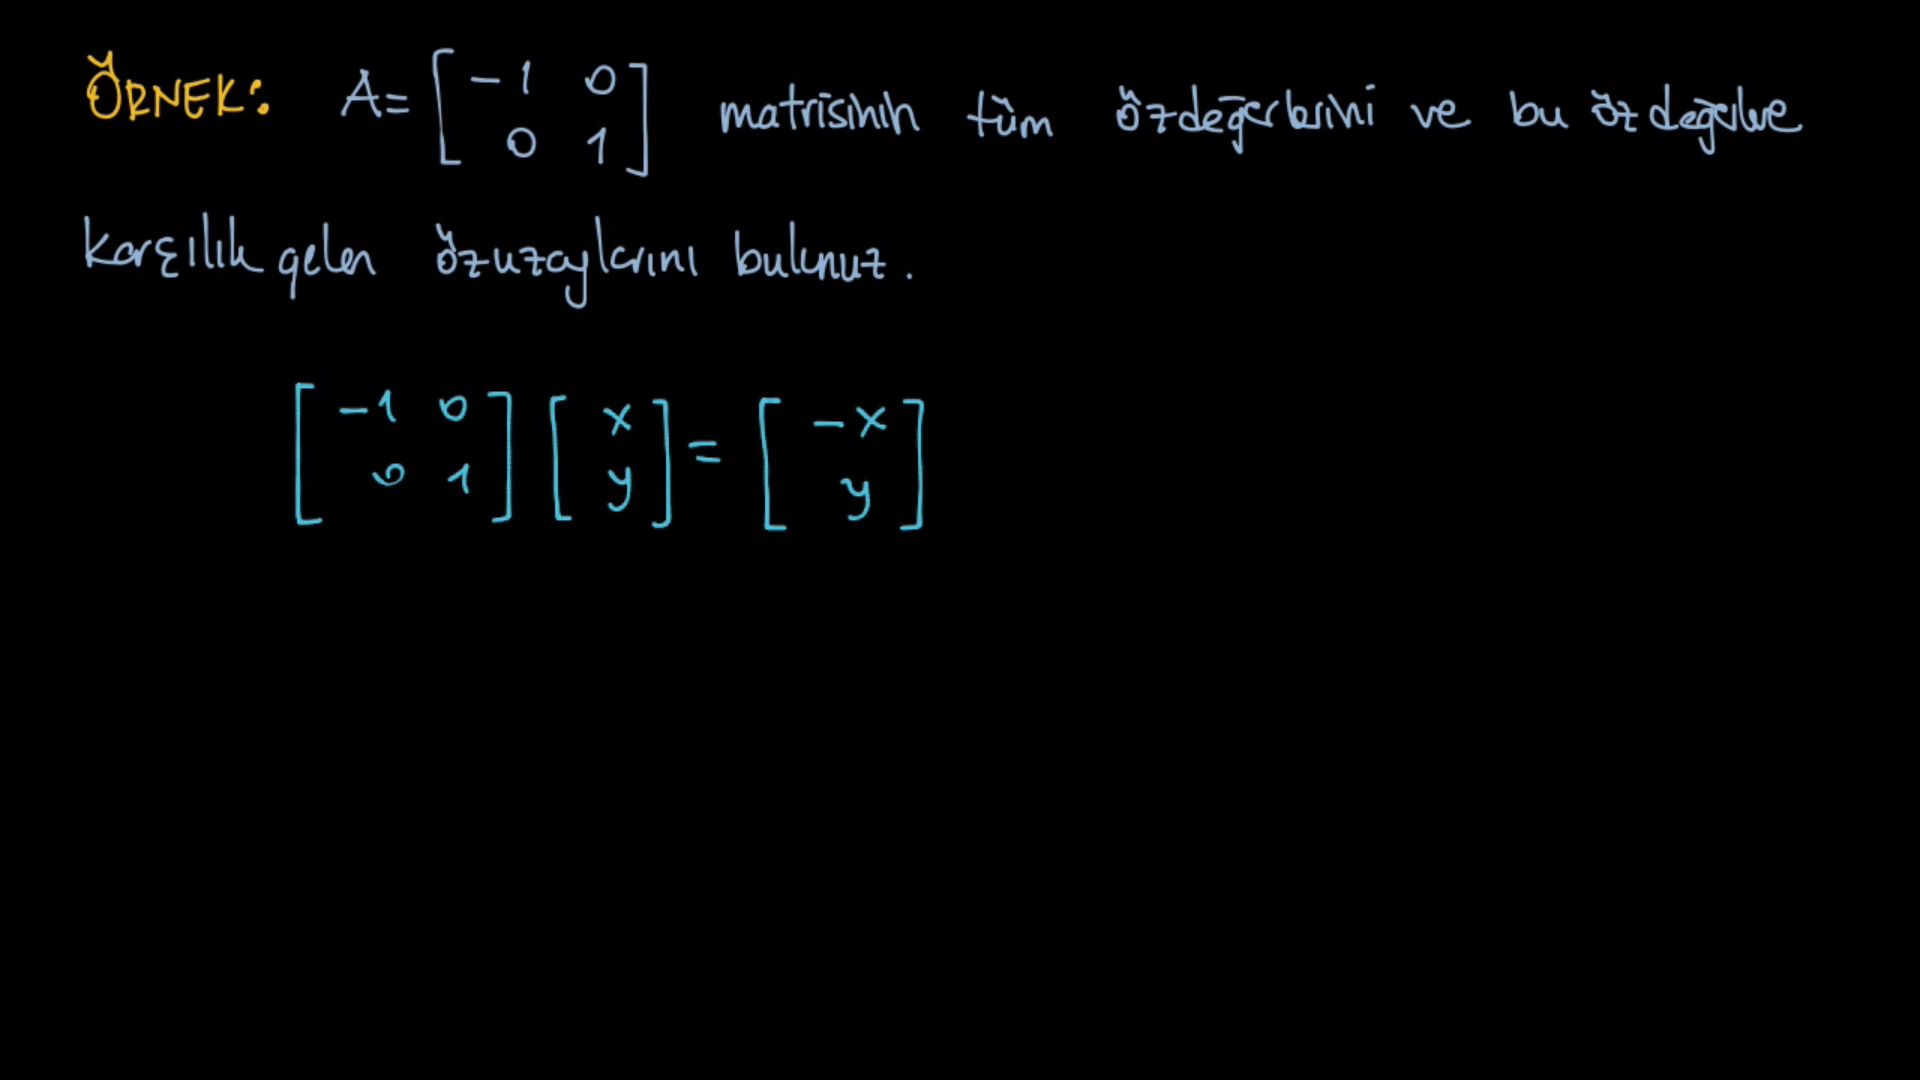 ÖRNEK: A = [ -1 0 ; 0 1 ] matrisinin tüm özdeğerlerini ve bu özdeğerlere
karşılık gelen özuzaylarını bulunuz.
[ -1 0 ; 0 1 ] [ x ; y ] = [ -x ; y ]